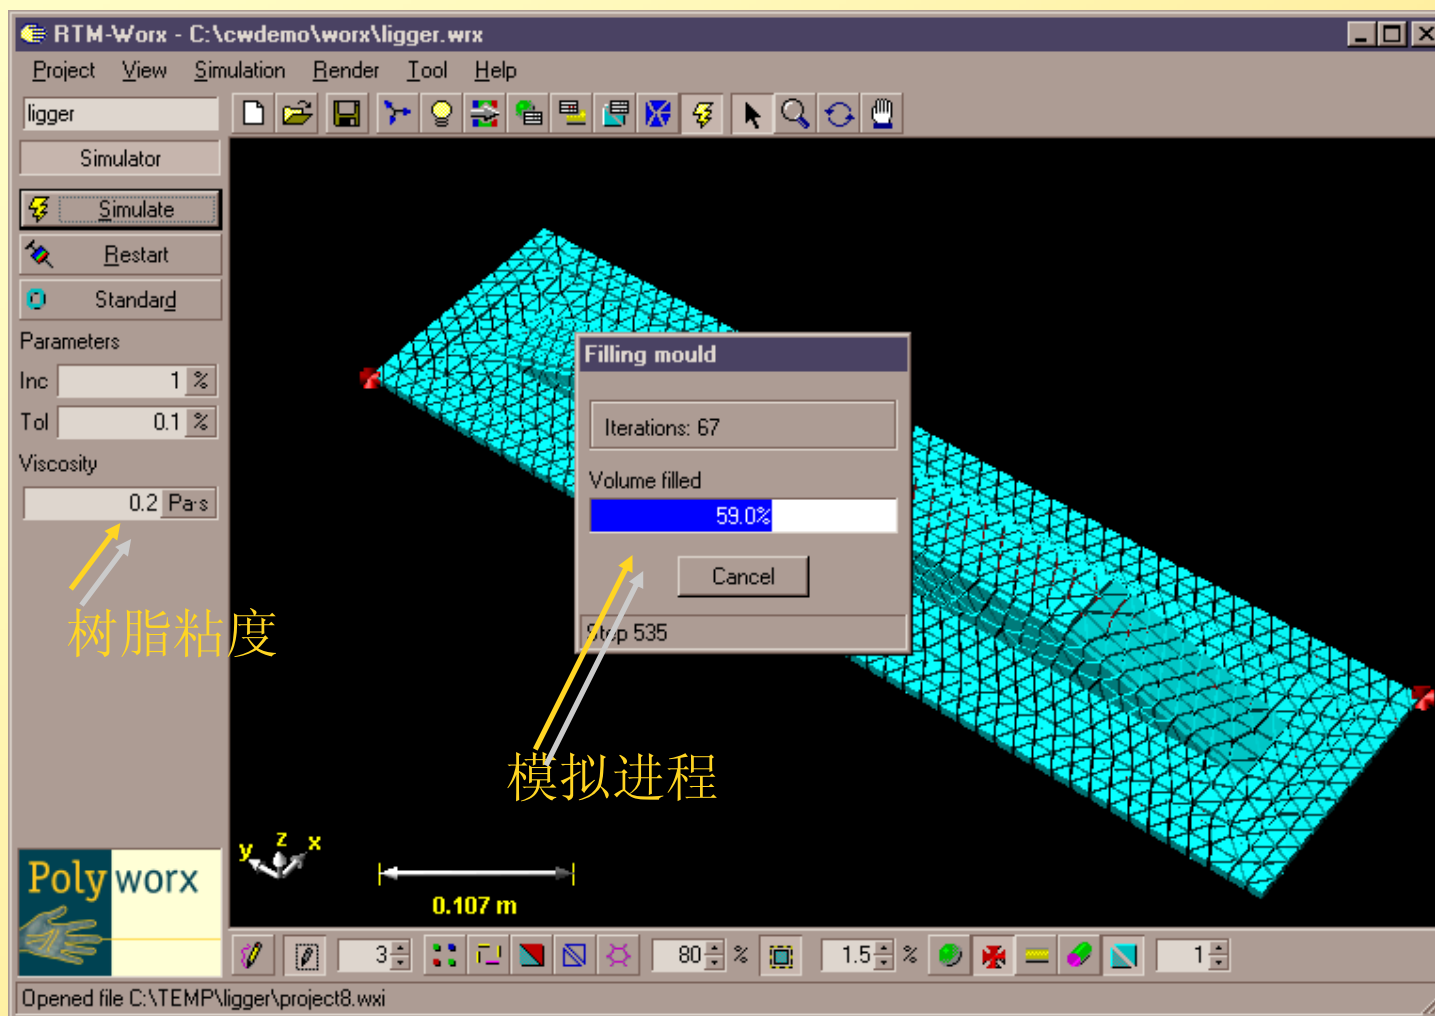 RTM-Worx - C:\cwdemo\worx\ligger.wrx
Project View Simulation Render Tool Help
ligger
Simulator
Simulate
Restart
Standard
Parameters
Inc 1 %
Tol 0.1 %
Viscosity
0.2 Pa·s
树脂粘度
Filling mould
Iterations: 67
Volume filled
59.0%
Cancel
Step 535
模拟进程
y z x
0.107 m
Polyworx
3 80 % 1.5 % 1
Opened file C:\TEMP\ligger\project8.wxi